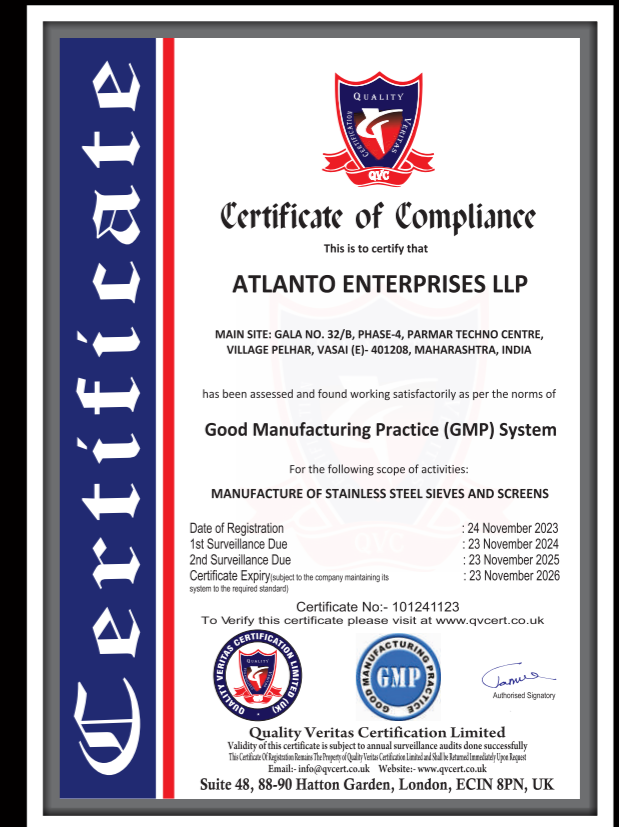 Certificate
QUALITY
VERITAS
CERTIFICATION
QVC
Certificate of Compliance
This is to certify that
ATLANTO ENTERPRISES LLP
MAIN SITE: GALA NO. 32/B, PHASE-4, PARMAR TECHNO CENTRE,
VILLAGE PELHAR, VASAI (E)- 401208, MAHARASHTRA, INDIA
has been assessed and found working satisfactorily as per the norms of
Good Manufacturing Practice (GMP) System
For the following scope of activities:
MANUFACTURE OF STAINLESS STEEL SIEVES AND SCREENS
Date of Registration : 24 November 2023
1st Surveillance Due : 23 November 2024
2nd Surveillance Due : 23 November 2025
Certificate Expiry(subject to the company maintaining its : 23 November 2026
system to the required standard)
Certificate No:- 101241123
To Verify this certificate please visit at www.qvcert.co.uk
QUALITY VERITAS CERTIFICATION LIMITED (UK)
QUALITY
GOOD MANUFACTURING PRACTICE
GMP
Authorised Signatory
Quality Veritas Certification Limited
Validity of this certificate is subject to annual surveillance audits done successfully
This Certificate Of Registration Remains The Property of Quality Veritas Certification Limited and Shall be Returned Immediately Upon Request
Email:- info@qvcert.co.uk Website:- www.qvcert.co.uk
Suite 48, 88-90 Hatton Garden, London, ECIN 8PN, UK